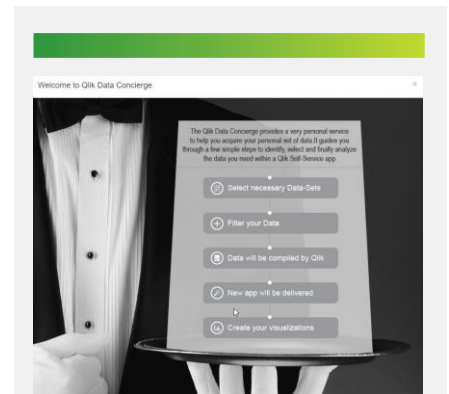 Welcome to Qlik Data Concierge
×
The Qlik Data Concierge provides a very personal service
to help you acquire your personal set of data It guides you
through a few simple steps to identify, select and finally analyze
the data you need within a Qlik Self-Service app.
Select necessary Data-Sets
Filter your Data
Data will be compiled by Qlik
New app will be delivered
Create your visualizations